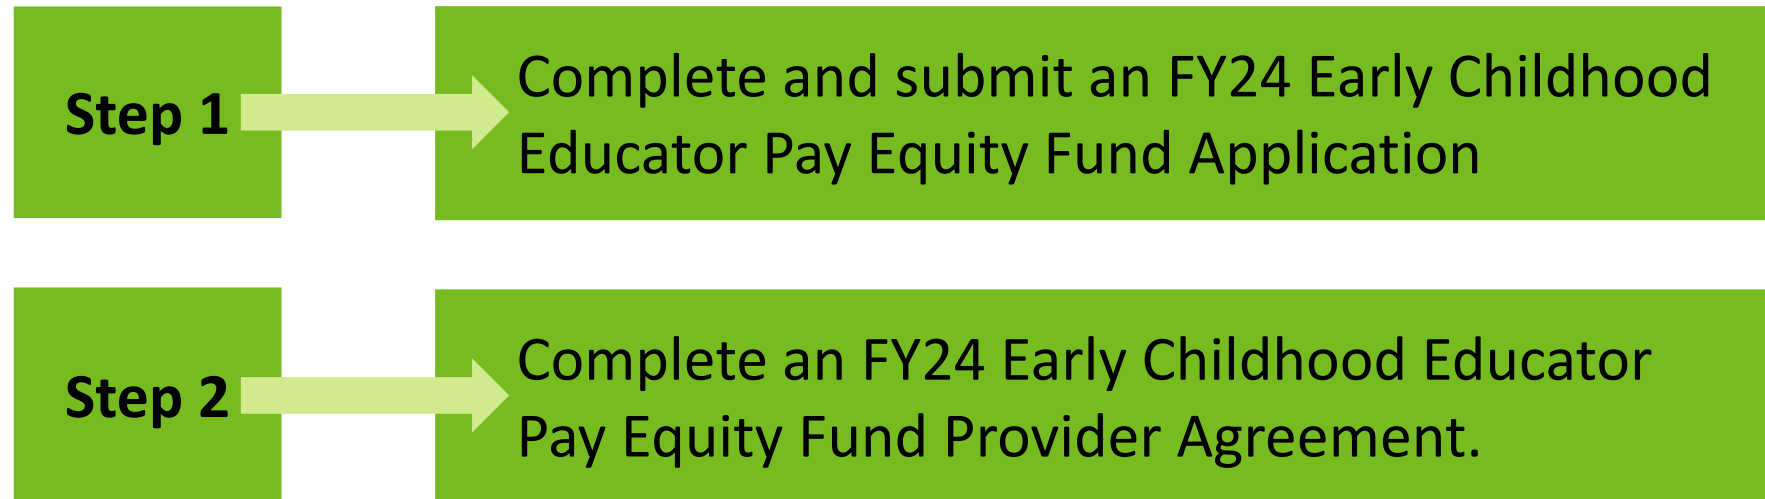 Step 1
Complete and submit an FY24 Early Childhood
Educator Pay Equity Fund Application
Step 2
Complete an FY24 Early Childhood Educator
Pay Equity Fund Provider Agreement.